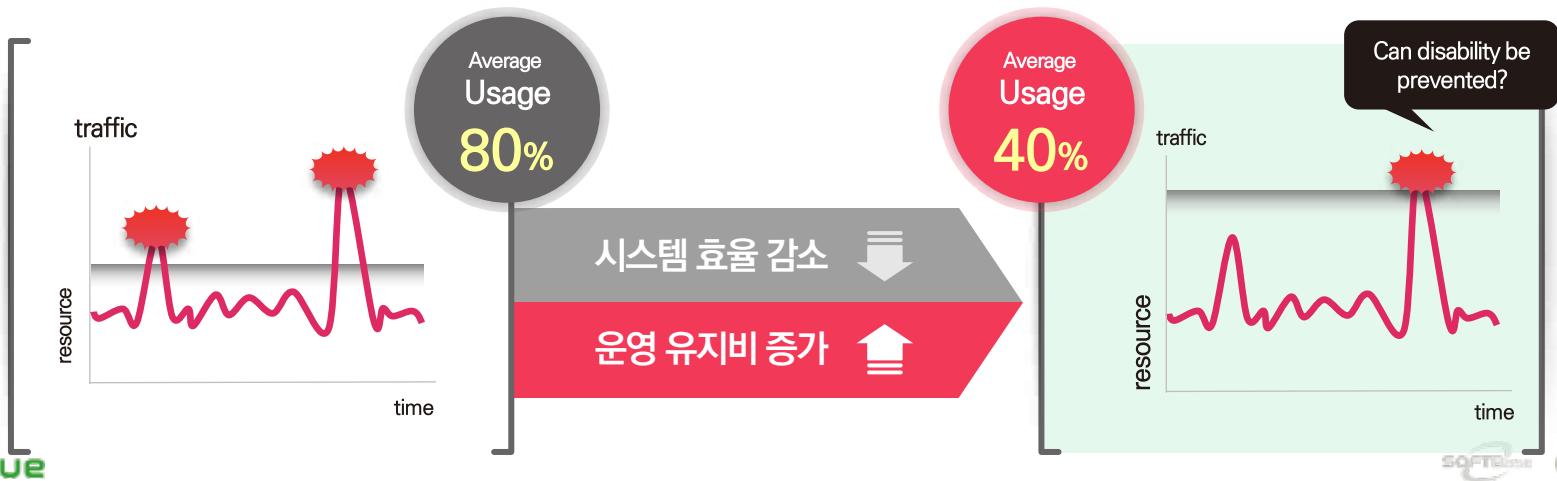 traffic
resource
time
Average
Usage
80%
시스템 효율 감소
운영 유지비 증가
Average
Usage
40%
Can disability be
prevented?
traffic
resource
time
ue